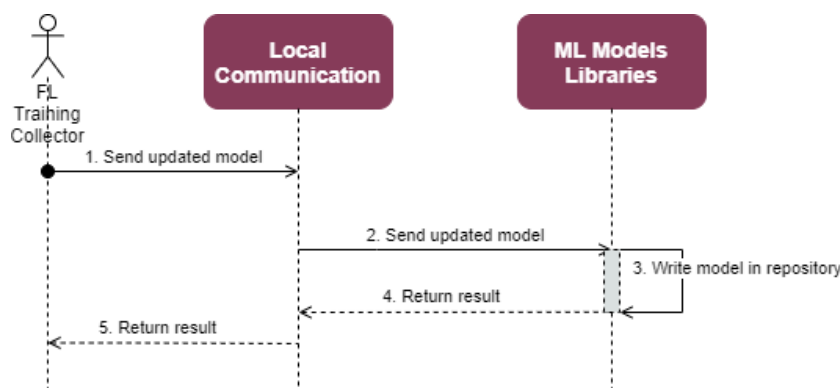 Local
Communication
ML Models
Libraries
FL
Training
Collector
1. Send updated model
2. Send updated model
3. Write model in repository
4. Return result
5. Return result